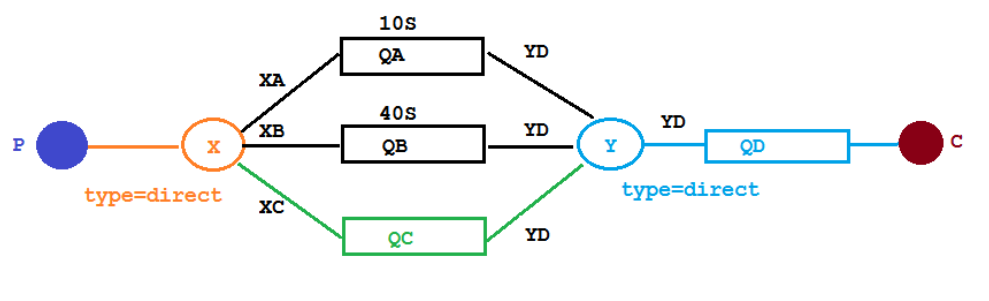 10S
QA
YD
XA
40S
XB
QB
YD
YD
P
X
Y
QD
C
type=direct
type=direct
XC
QC
YD